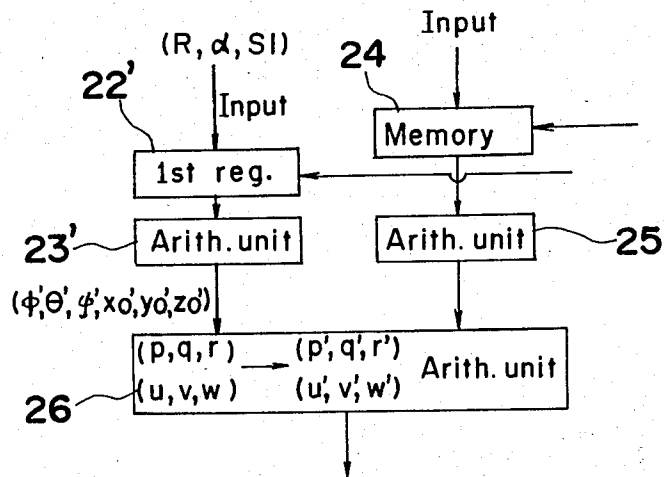 (R, α, SI)
Input
22'
Input
24
Memory
1st reg.
23'
Arith. unit
Arith. unit
25
(ϕ',θ',ψ',xo',yo',zo')
(p, q, r) → (p', q', r')
(u, v, w) (u', v', w')
Arith. unit
26